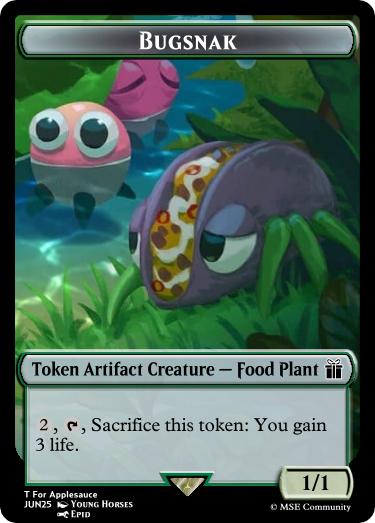 Bugsnak
Token Artifact Creature — Food Plant
2, T, Sacrifice this token: You gain
3 life.
1/1
T For Applesauce
JUN25 Young Horses
Epid
© MSE Community